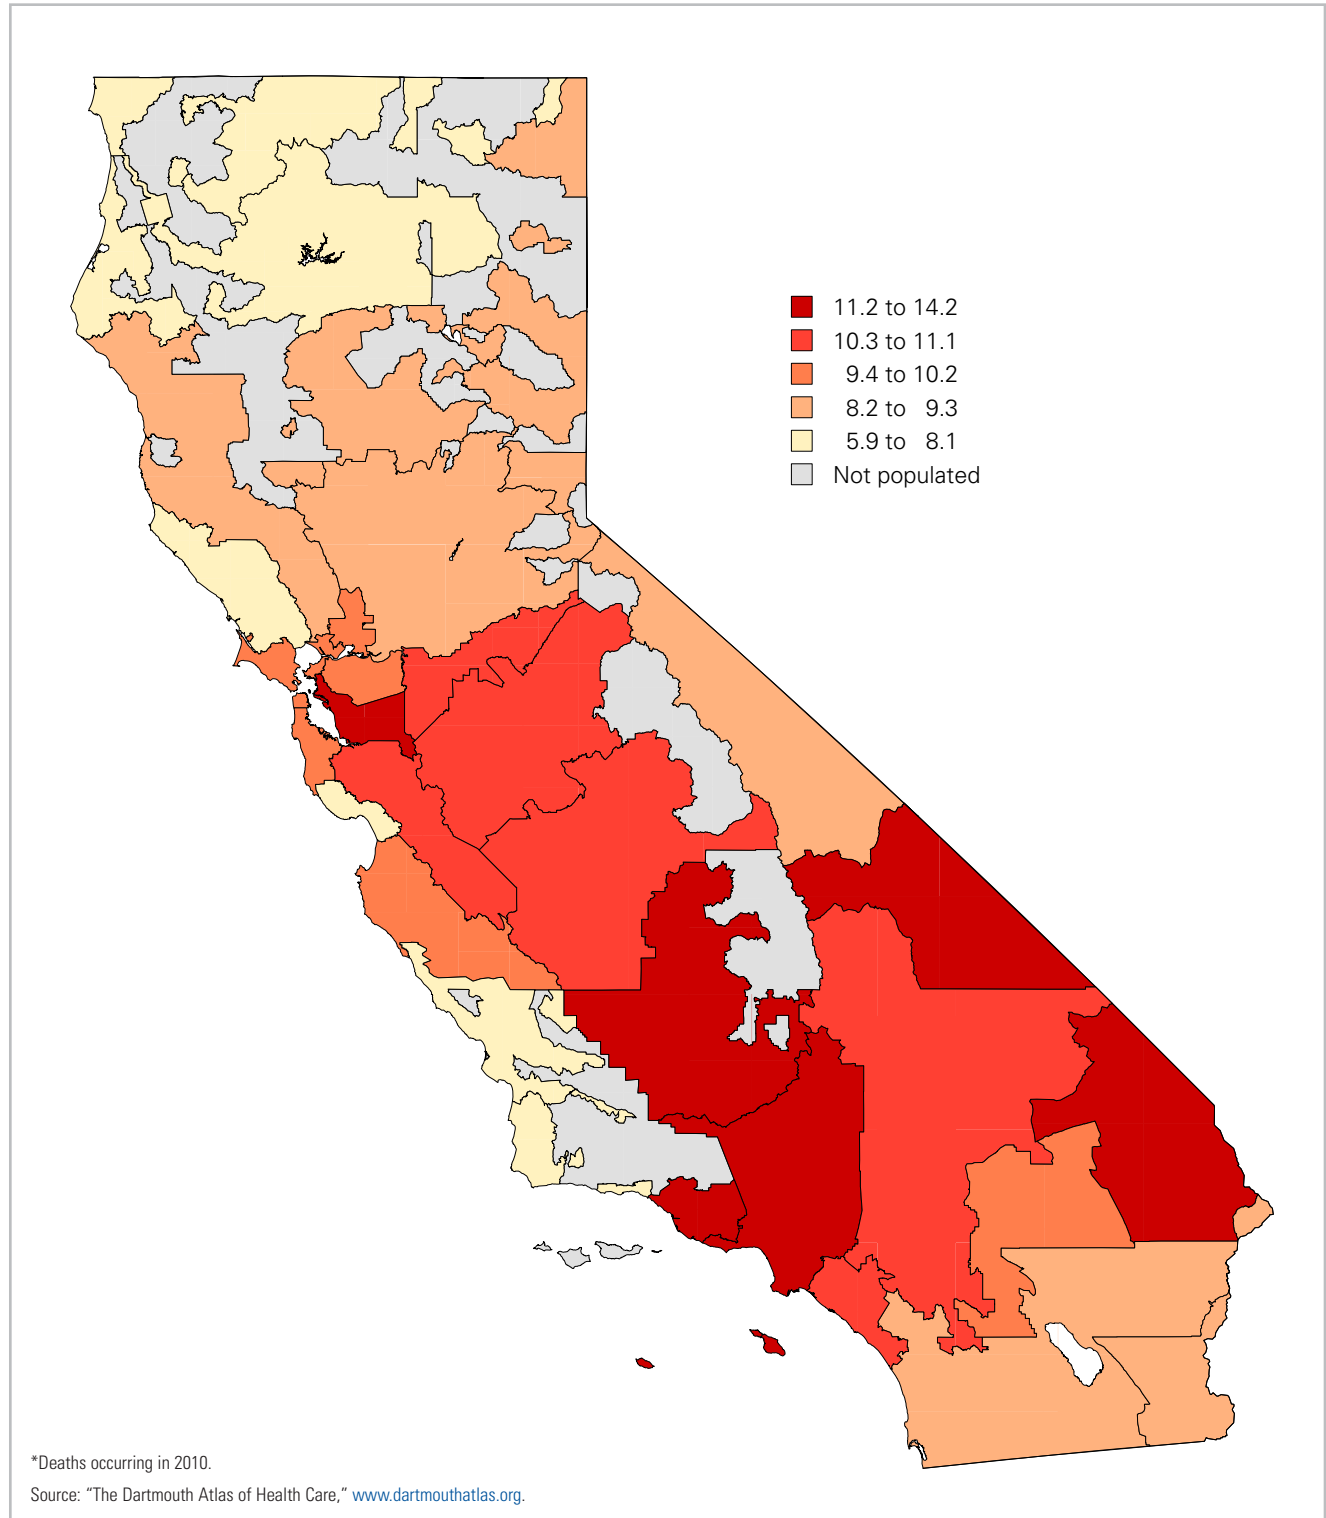 11.2 to 14.2
10.3 to 11.1
9.4 to 10.2
8.2 to 9.3
5.9 to 8.1
Not populated
*Deaths occurring in 2010.
Source: “The Dartmouth Atlas of Health Care,” www.dartmouthatlas.org.